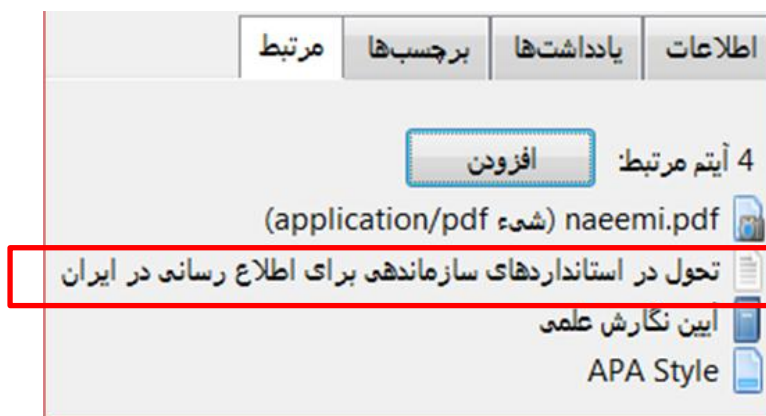 اطلاعات یادداشت‌ها برچسب‌ها مرتبط
4 آیتم مرتبط: افزودن
naeemi.pdf (شیء application/pdf)
تحول در استانداردهای سازماندهی برای اطلاع رسانی در ایران
آیین نگارش علمی
APA Style